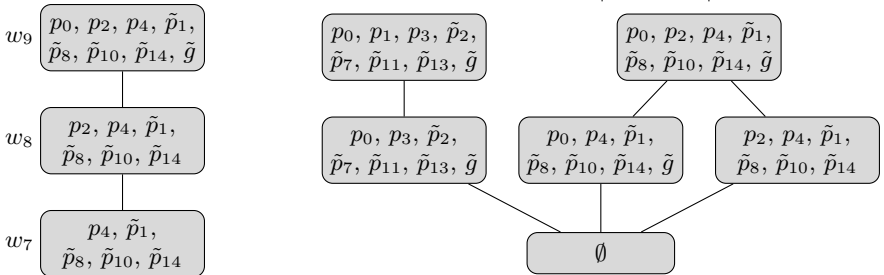 w₉
p₀, p₂, p₄, p̃₁,
p̃₈, p̃₁₀, p̃₁₄, g̃
w₈
p₂, p₄, p̃₁,
p̃₈, p̃₁₀, p̃₁₄
w₇
p₄, p̃₁,
p̃₈, p̃₁₀, p̃₁₄
p₀, p₁, p₃, p̃₂,
p̃₇, p̃₁₁, p̃₁₃, g̃
p₀, p₂, p₄, p̃₁,
p̃₈, p̃₁₀, p̃₁₄, g̃
p₀, p₃, p̃₂,
p̃₇, p̃₁₁, p̃₁₃, g̃
p₀, p₄, p̃₁,
p̃₈, p̃₁₀, p̃₁₄, g̃
p₂, p₄, p̃₁,
p̃₈, p̃₁₀, p̃₁₄
∅